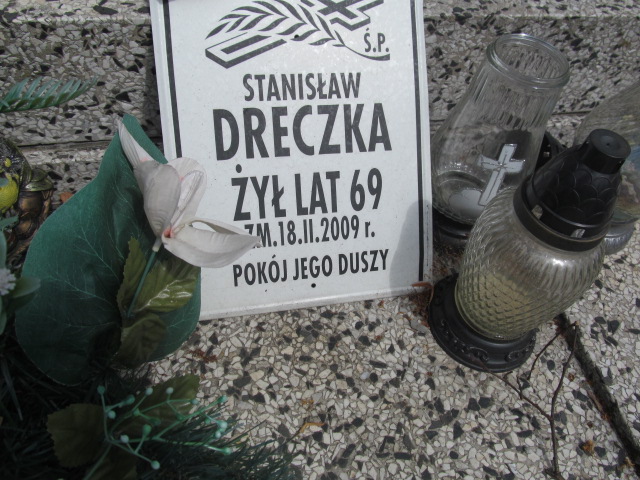 Ś.P.
STANISŁAW
DRECZKA
ŻYŁ LAT 69
ZM.18.II.2009 r.
POKÓJ JEGO DUSZY